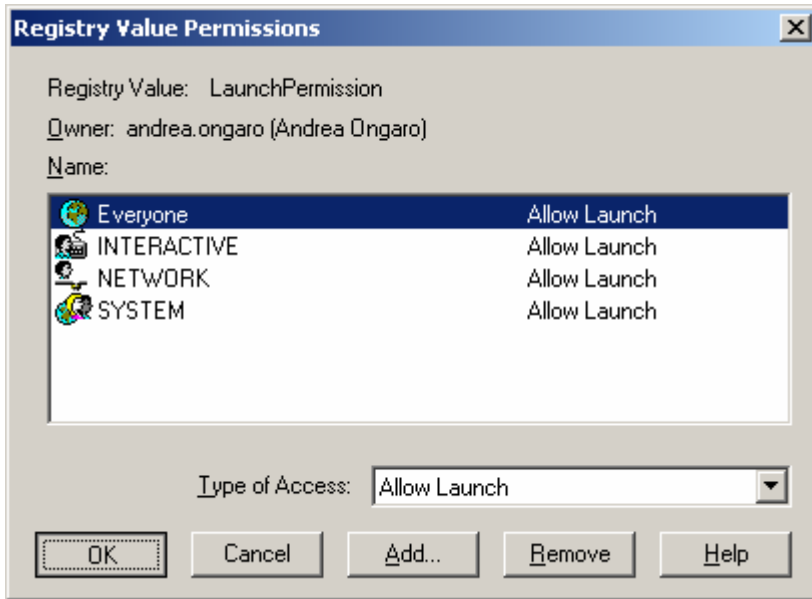 Registry Value Permissions
Registry Value: LaunchPermission
Owner: andrea.ongaro (Andrea Ongaro)
Name:
Everyone Allow Launch
INTERACTIVE Allow Launch
NETWORK Allow Launch
SYSTEM Allow Launch
Type of Access: Allow Launch
OK Cancel Add... Remove Help